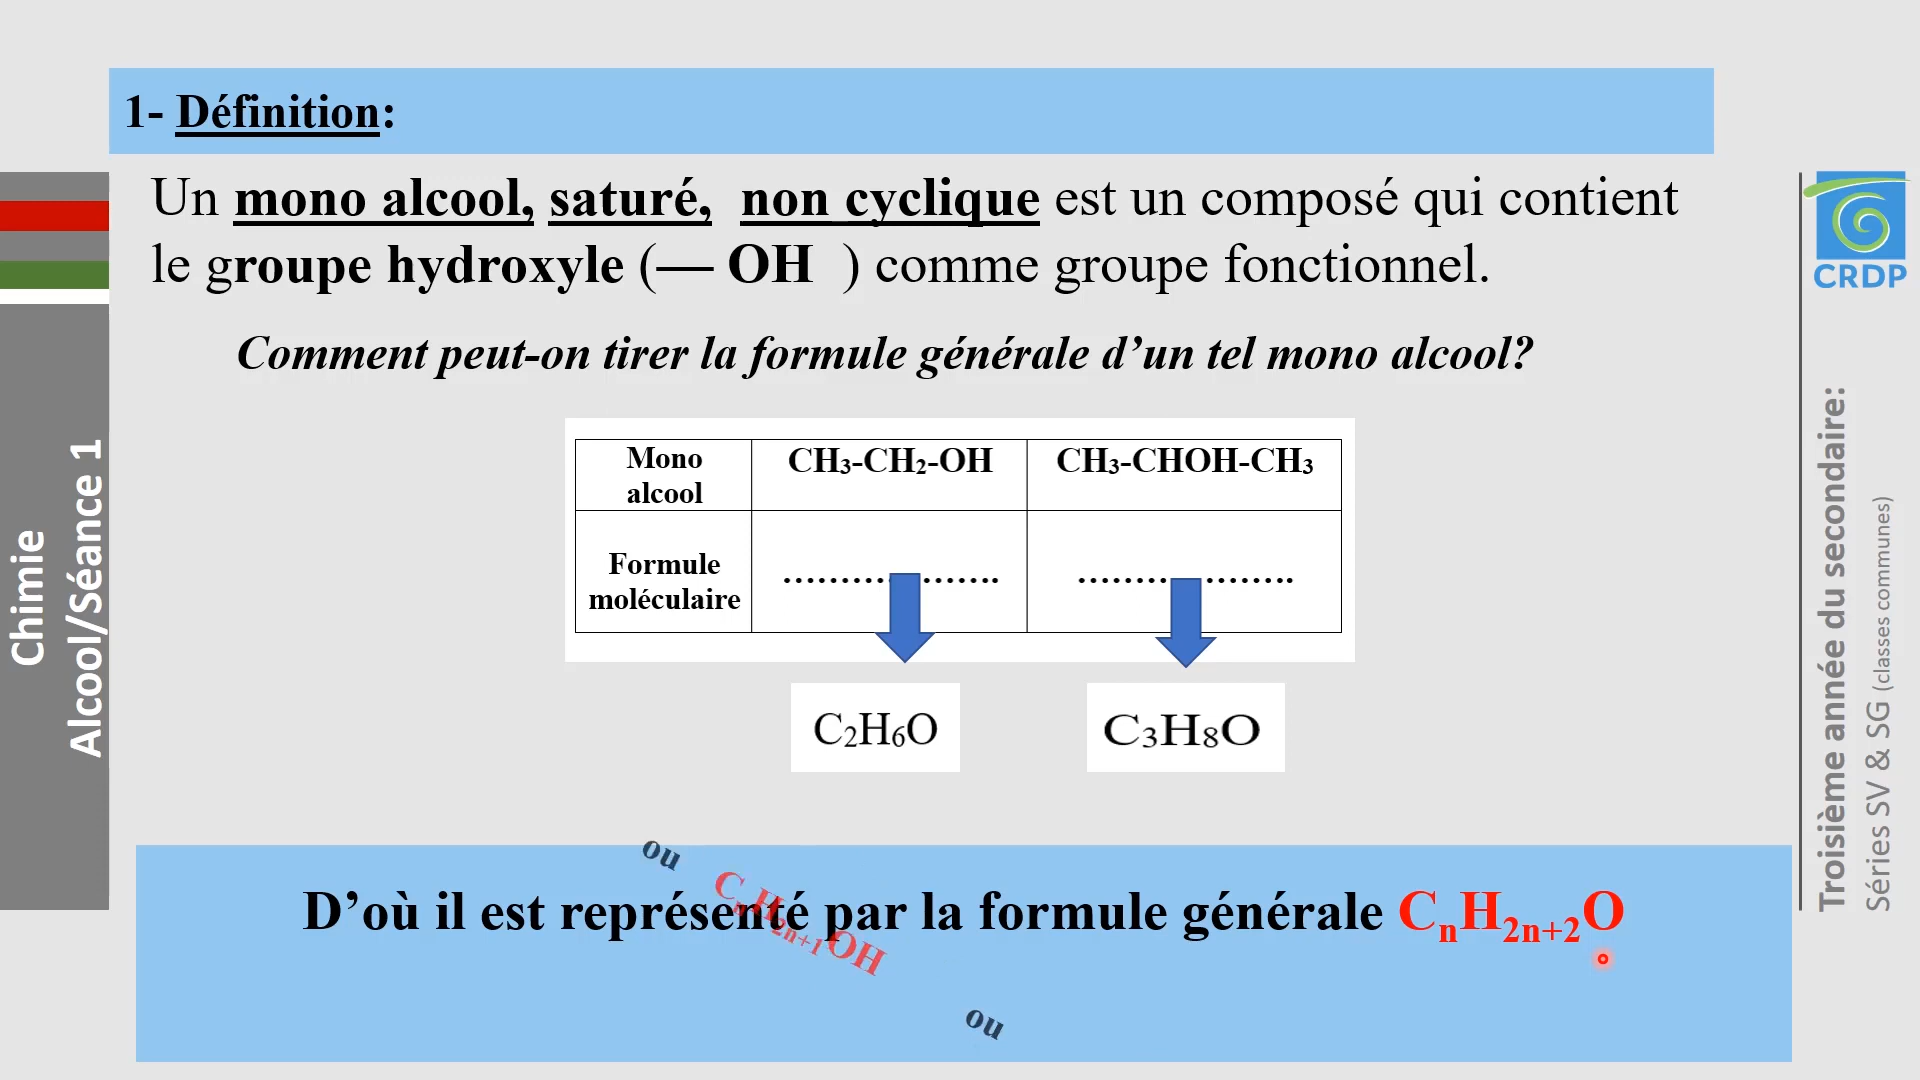 1- Définition:
Un mono alcool, saturé, non cyclique est un composé qui contient
le groupe hydroxyle (— OH ) comme groupe fonctionnel.
Comment peut-on tirer la formule générale d’un tel mono alcool?
Mono alcool
CH₃-CH₂-OH
CH₃-CHOH-CH₃
Formule moléculaire
...................
...................
C₂H₆O
C₃H₈O
ou
CₙH₂ₙ₊₁OH
D’où il est représenté par la formule générale CₙH₂ₙ₊₂O
ou
Chimie
Alcool/Séance 1
CRDP
Troisième année du secondaire:
Séries SV & SG (classes communes)